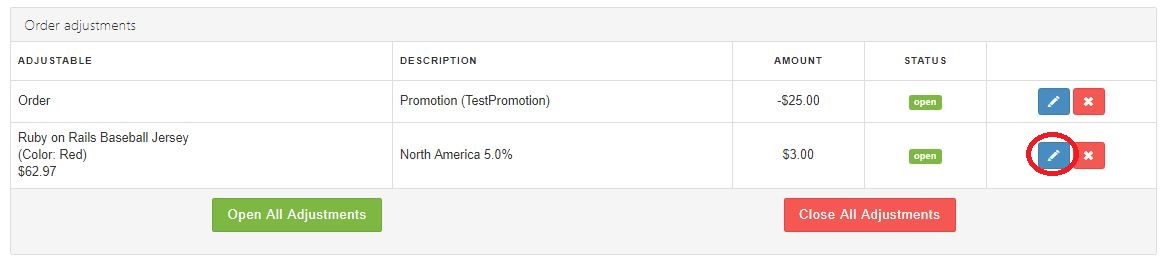 Order adjustments
ADJUSTABLE DESCRIPTION AMOUNT STATUS
Order Promotion (TestPromotion) -$25.00 open
Ruby on Rails Baseball Jersey
(Color: Red) North America 5.0% $3.00 open
$62.97
Open All Adjustments Close All Adjustments